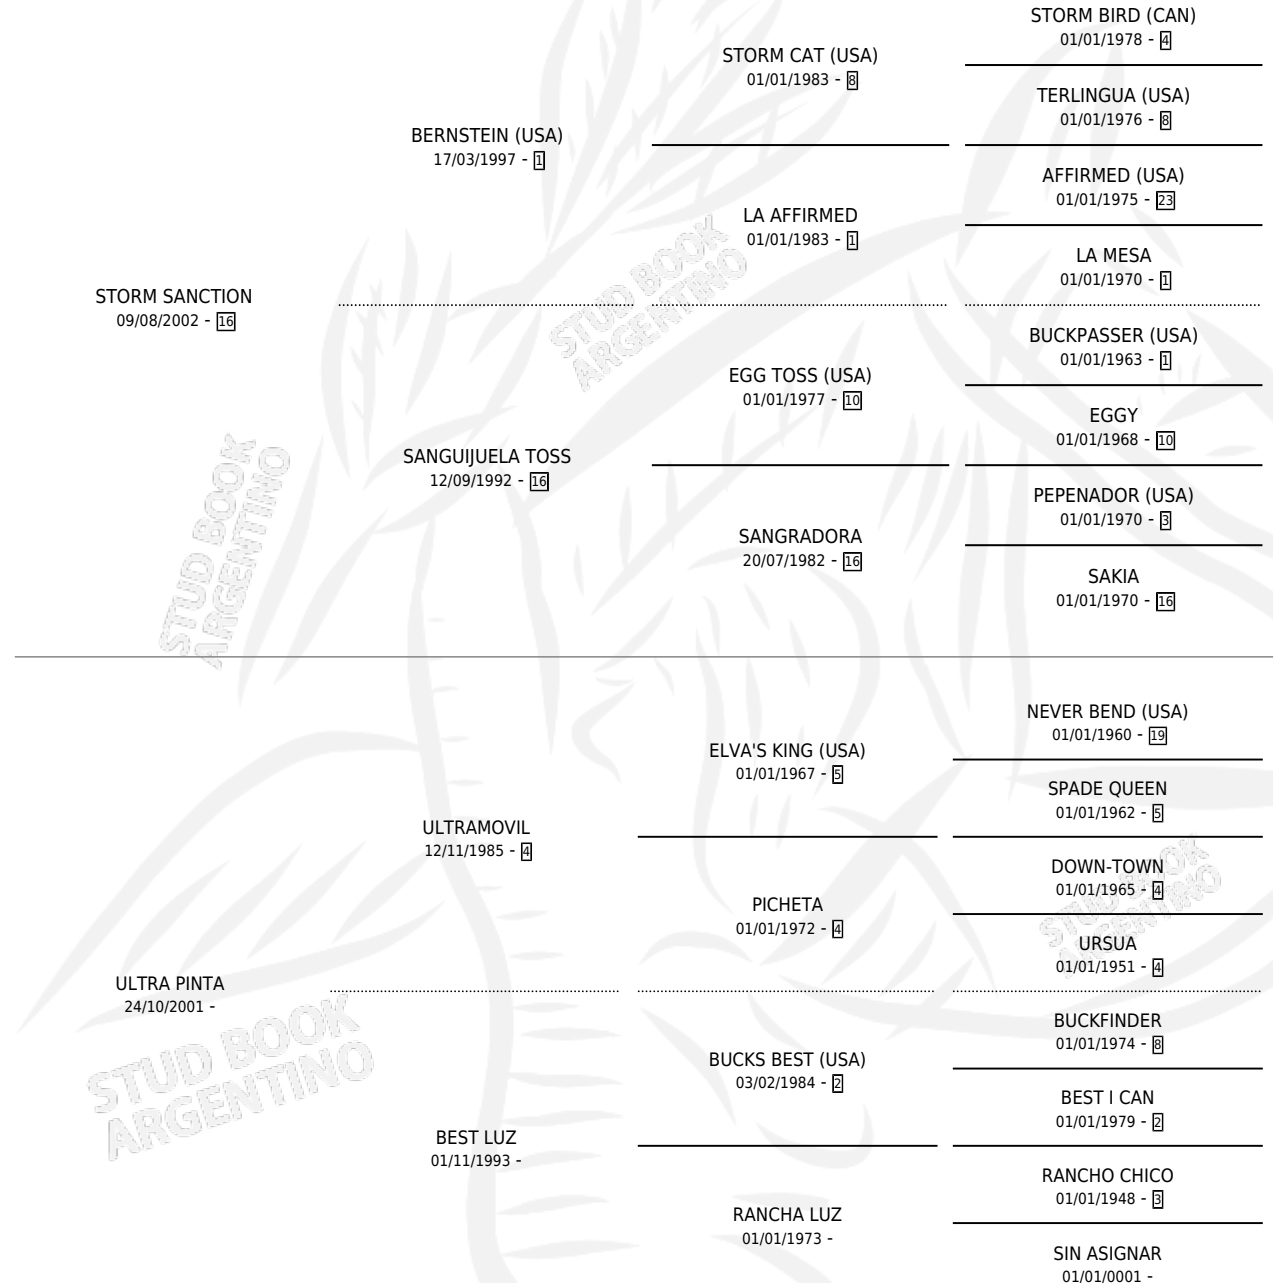 STORM BIRD (CAN)
01/01/1978 - 4
STORM CAT (USA)
01/01/1983 - 8
TERLINGUA (USA)
01/01/1976 - 8
BERNSTEIN (USA)
17/03/1997 - 1
AFFIRMED (USA)
01/01/1975 - 23
LA AFFIRMED
01/01/1983 - 1
LA MESA
01/01/1970 - 1
STORM SANCTION
09/08/2002 - 16
BUCKPASSER (USA)
01/01/1963 - 1
EGG TOSS (USA)
01/01/1977 - 10
EGGY
01/01/1968 - 10
SANGUIJUELA TOSS
12/09/1992 - 16
PEPENADOR (USA)
01/01/1970 - 3
SANGRADORA
20/07/1982 - 16
SAKIA
01/01/1970 - 16
NEVER BEND (USA)
01/01/1960 - 19
ELVA'S KING (USA)
01/01/1967 - 5
SPADE QUEEN
01/01/1962 - 5
ULTRAMOVIL
12/11/1985 - 4
DOWN-TOWN
01/01/1965 - 4
PICHETA
01/01/1972 - 4
URSUA
01/01/1951 - 4
ULTRA PINTA
24/10/2001 -
BUCKFINDER
01/01/1974 - 8
BUCKS BEST (USA)
03/02/1984 - 2
BEST I CAN
01/01/1979 - 2
BEST LUZ
01/11/1993 -
RANCHO CHICO
01/01/1948 - 3
RANCHA LUZ
01/01/1973 -
SIN ASIGNAR
01/01/0001 -
STUD BOOK
ARGENTINO
STUD BOOK
ARGENTINO
STUD BOOK
ARGENTINO
STUD BOOK
ARGENTINO